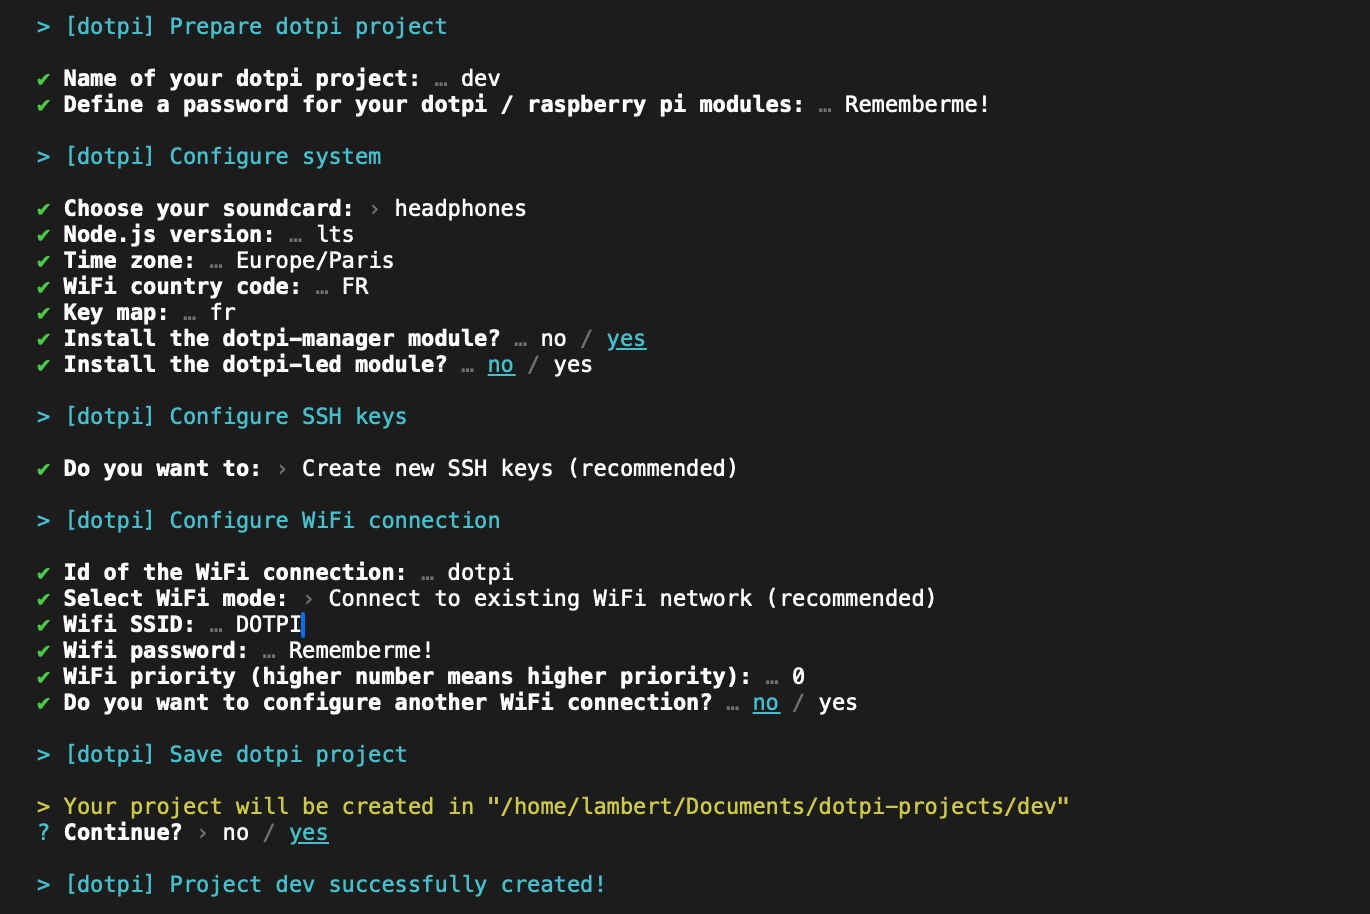 > [dotpi] Prepare dotpi project
✔ Name of your dotpi project: … dev
✔ Define a password for your dotpi / raspberry pi modules: … Rememberme!
> [dotpi] Configure system
✔ Choose your soundcard: › headphones
✔ Node.js version: … lts
✔ Time zone: … Europe/Paris
✔ WiFi country code: … FR
✔ Key map: … fr
✔ Install the dotpi-manager module? … no / yes
✔ Install the dotpi-led module? … no / yes
> [dotpi] Configure SSH keys
✔ Do you want to: › Create new SSH keys (recommended)
> [dotpi] Configure WiFi connection
✔ Id of the WiFi connection: … dotpi
✔ Select WiFi mode: › Connect to existing WiFi network (recommended)
✔ Wifi SSID: … DOTPI
✔ Wifi password: … Rememberme!
✔ WiFi priority (higher number means higher priority): … 0
✔ Do you want to configure another WiFi connection? … no / yes
> [dotpi] Save dotpi project
> Your project will be created in "/home/lambert/Documents/dotpi-projects/dev"
? Continue? › no / yes
> [dotpi] Project dev successfully created!